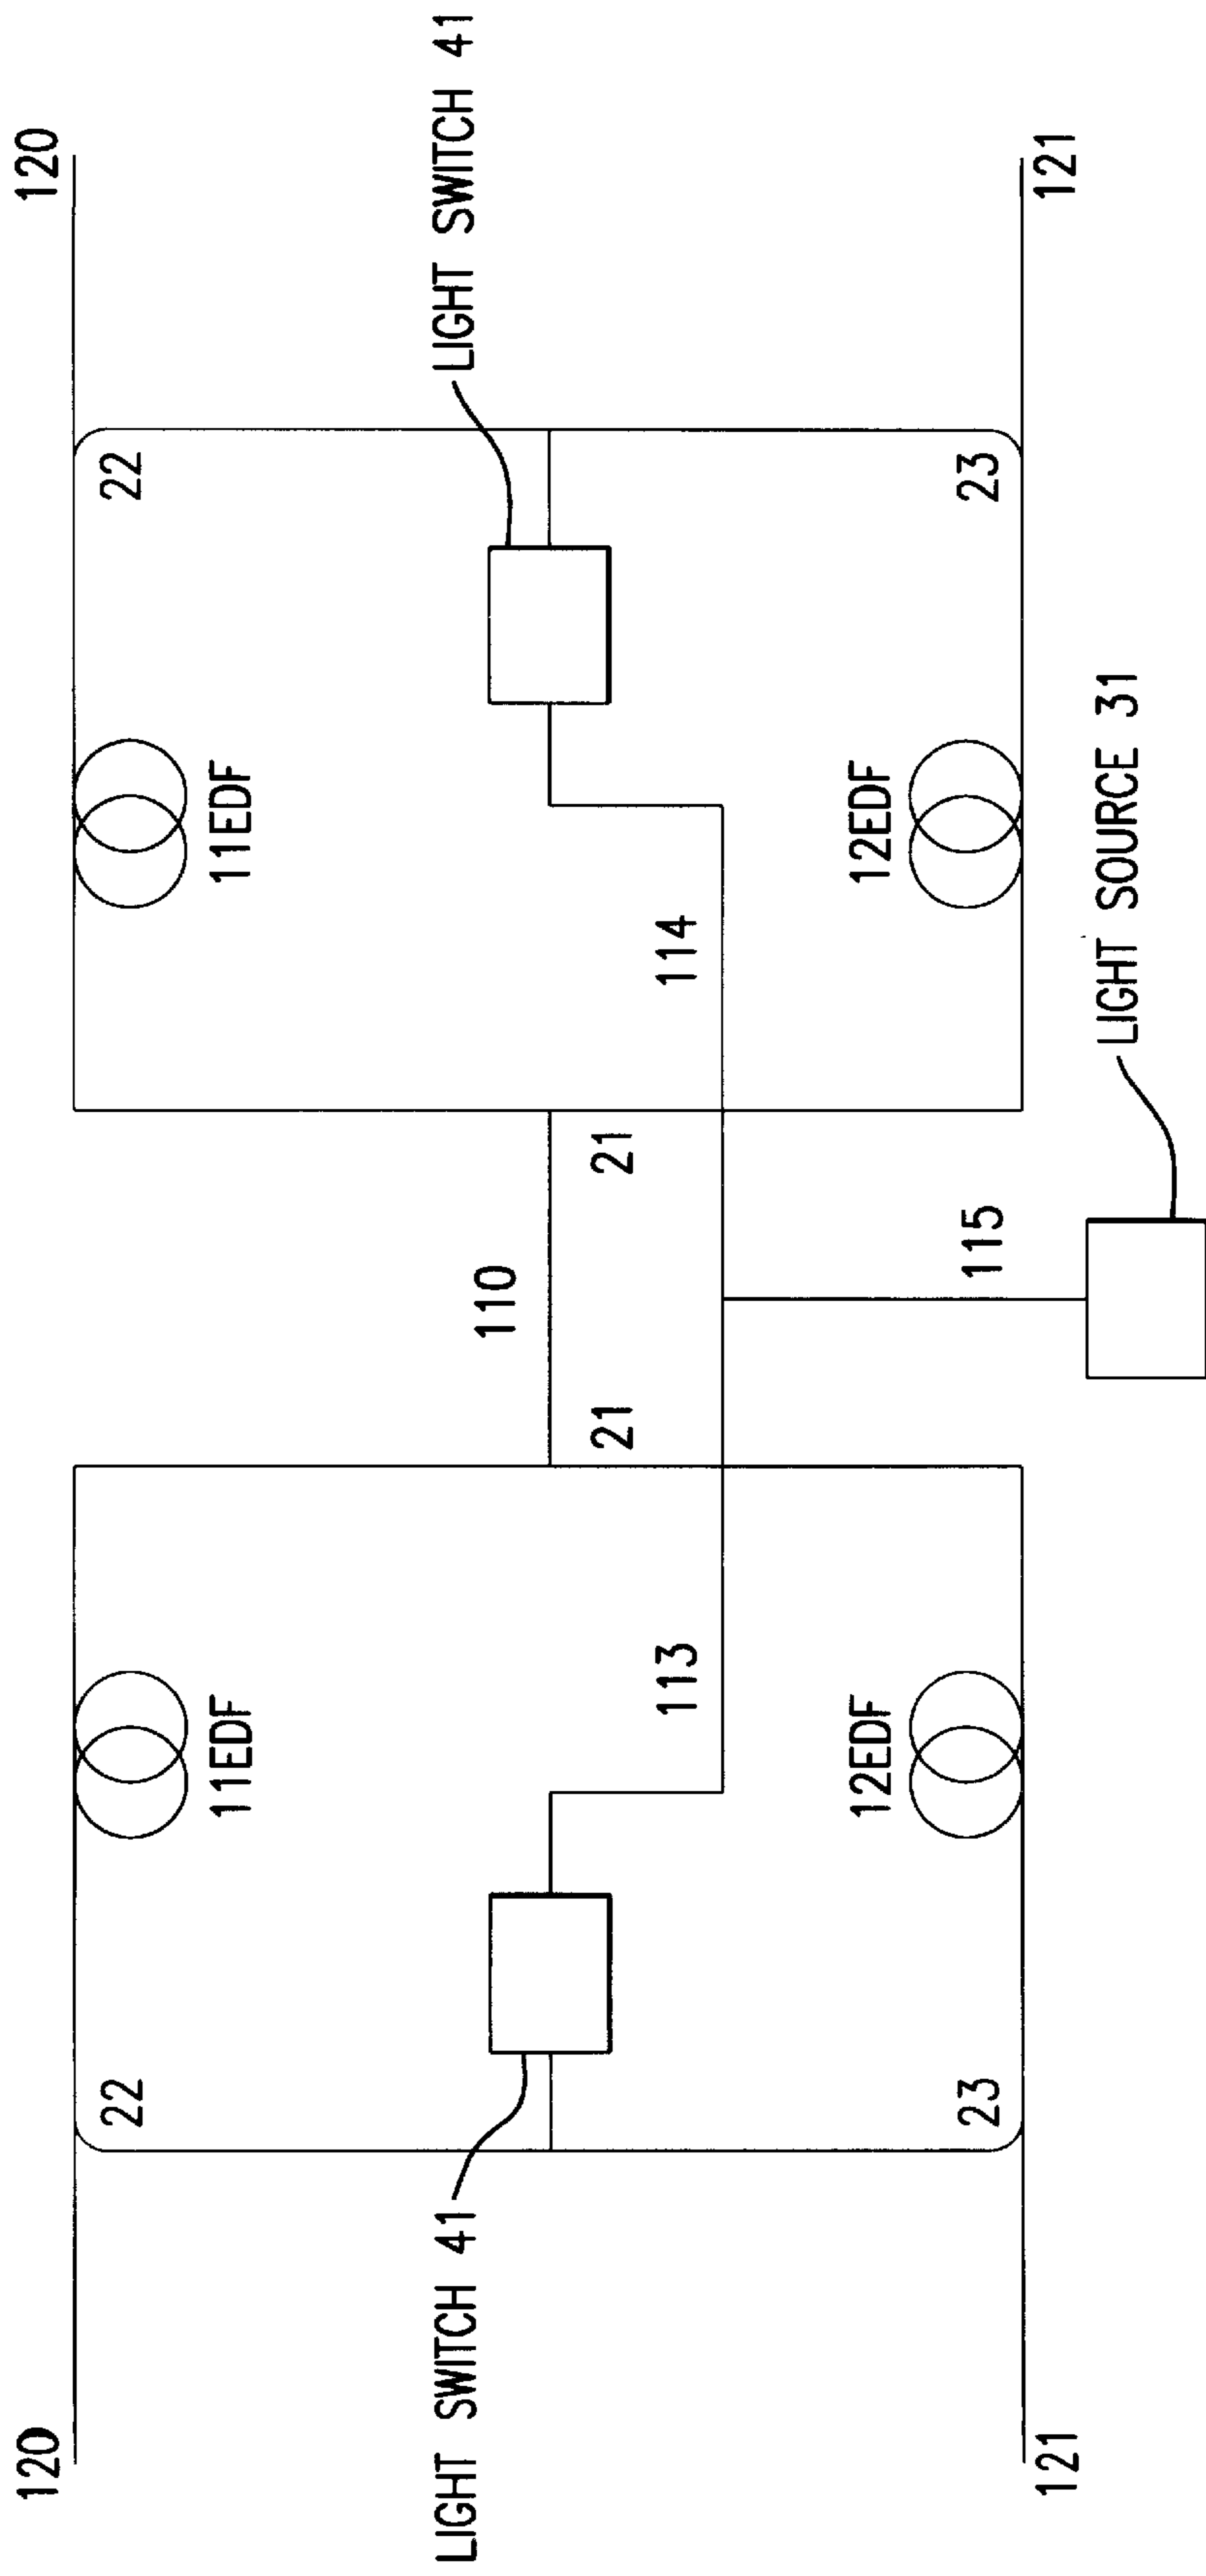 120
120
22
11EDF
11EDF
22
LIGHT SWITCH 41
LIGHT SWITCH 41
110
21
21
113
114
12EDF
12EDF
23
115
23
121
121
LIGHT SOURCE 31